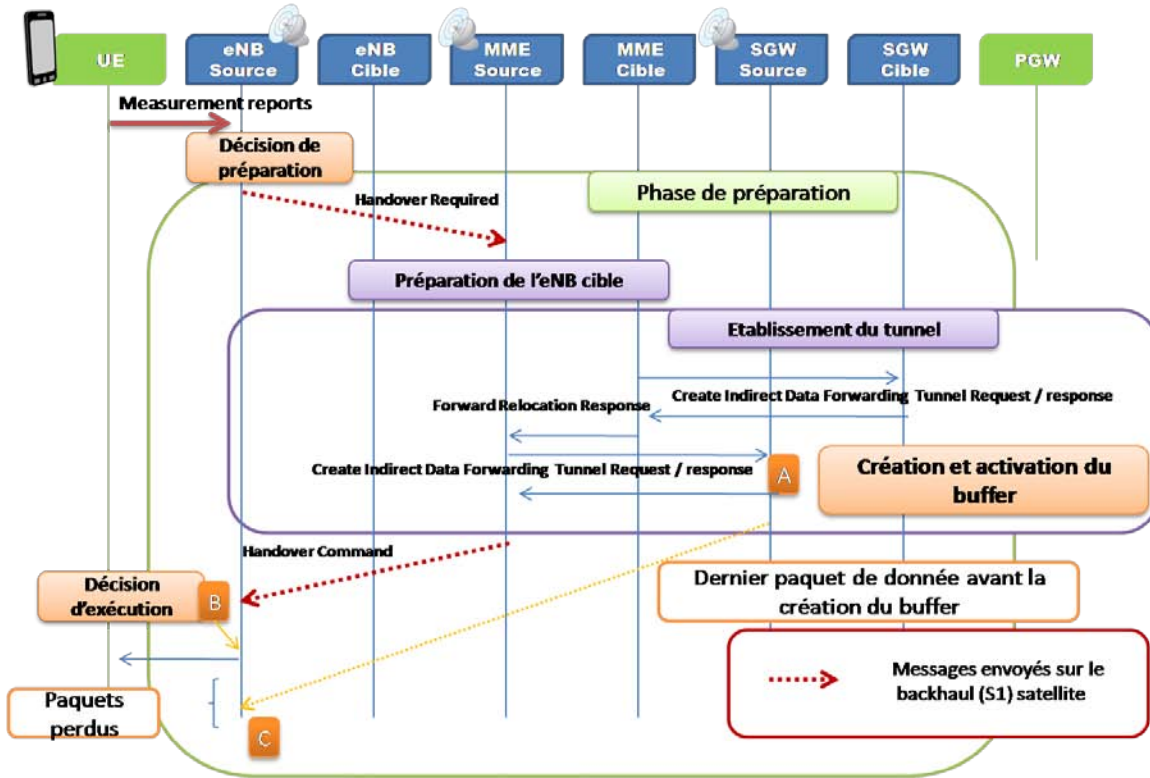 UE
eNB
Source
eNB
Cible
MME
Source
MME
Cible
SGW
Source
SGW
Cible
PGW
Measurement reports
Décision de
préparation
Phase de préparation
Handover Required
Préparation de l'eNB cible
Etablissement du tunnel
Create Indirect Data Forwarding Tunnel Request / response
Forward Relocation Response
Create Indirect Data Forwarding Tunnel Request / response
A
Création et activation du
buffer
Handover Command
Décision
d'exécution
B
Dernier paquet de donnée avant la
création du buffer
Messages envoyés sur le
backhaul (S1) satellite
Paquets
perdus
C